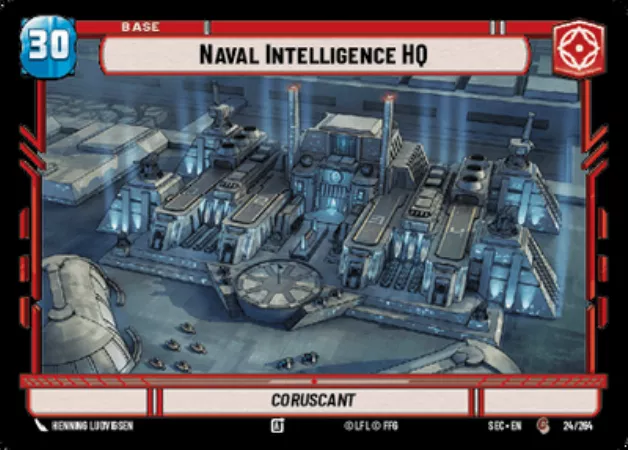 BASE
30
NAVAL INTELLIGENCE HQ
CORUSCANT
HENNING LUDVIGSEN
© LFL © FFG
SEC • EN
24/264